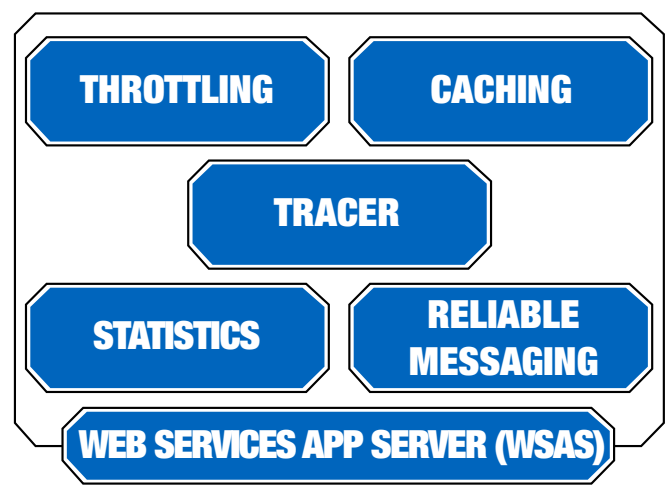 THROTTLING
CACHING
TRACER
STATISTICS
RELIABLE
MESSAGING
WEB SERVICES APP SERVER (WSAS)